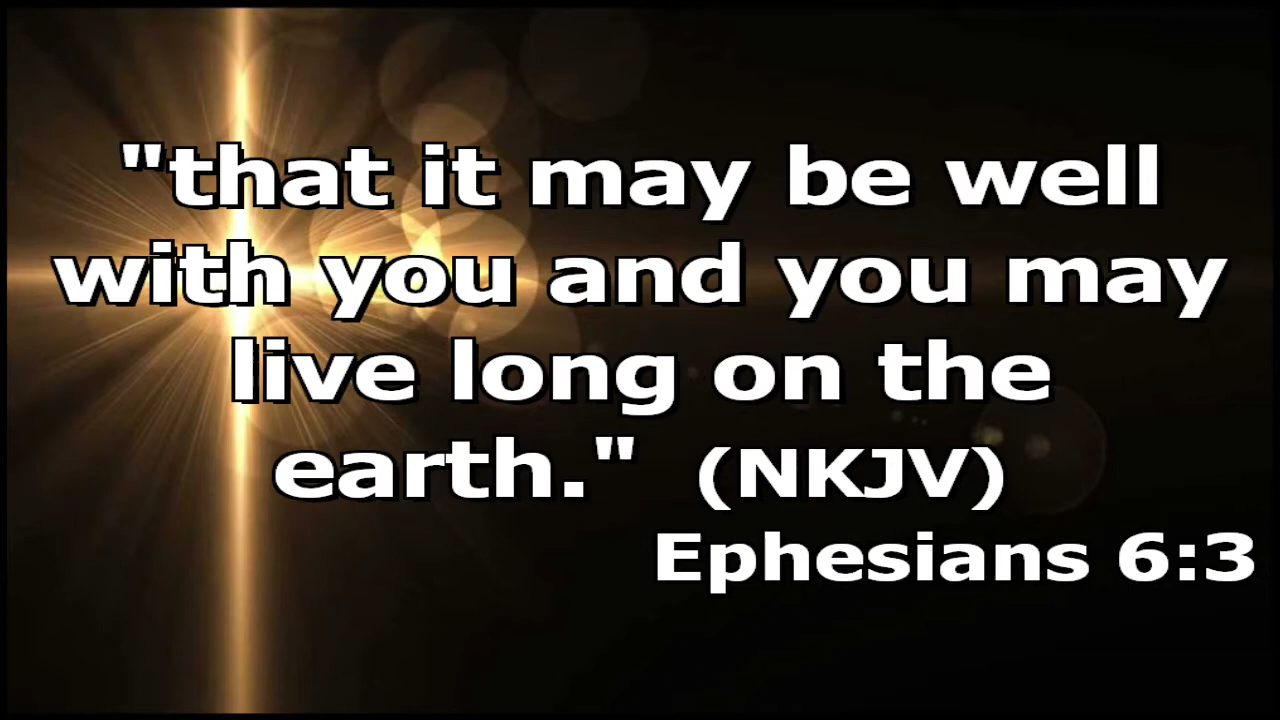 "that it may be well
with you and you may
live long on the
earth." (NKJV)
Ephesians 6:3